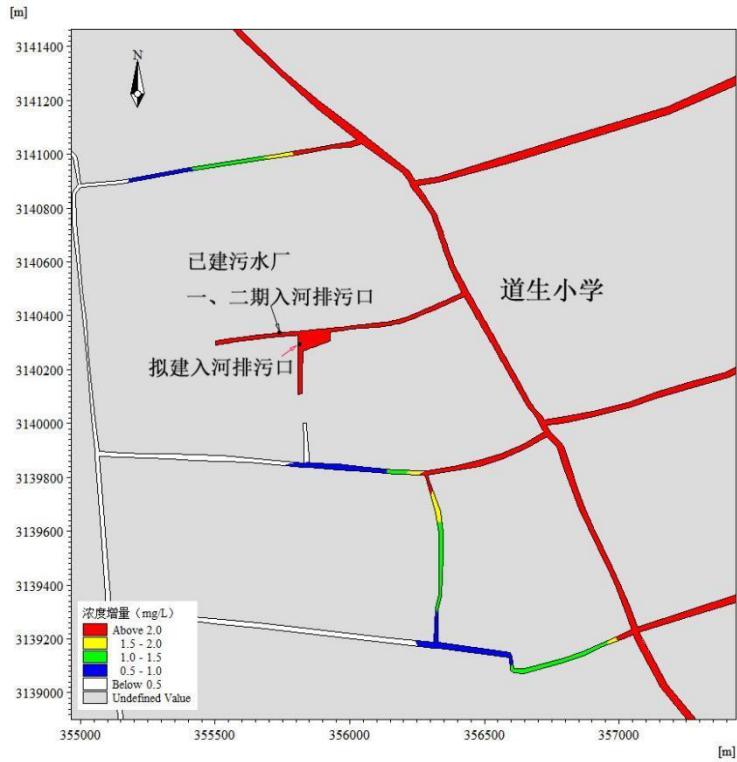 [m]
3141400
3141200
3141000
3140800
3140600
3140400
3140200
3140000
3139800
3139600
3139400
3139200
3139000
N
已建污水厂
一、二期入河排污口
拟建入河排污口
道生小学
浓度增量（mg/L）
Above 2.0
1.5 - 2.0
1.0 - 1.5
0.5 - 1.0
Below 0.5
Undefined Value
355000 355500 356000 356500 357000
[m]